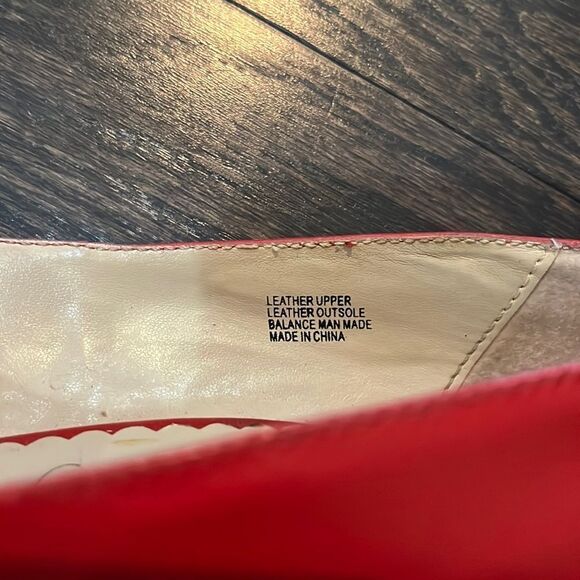 LEATHER UPPER
LEATHER OUTSOLE
BALANCE MAN MADE
MADE IN CHINA